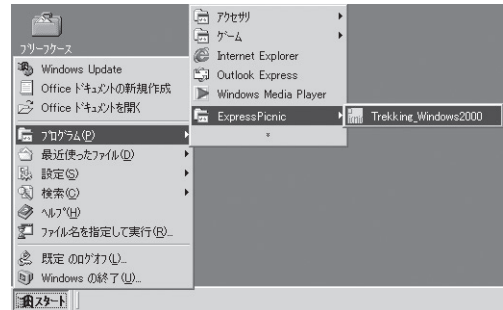 ブリーフケース
Windows Update
Office ドキュメントの新規作成
Office ドキュメントを開く
プログラム(P)
最近使ったファイル(D)
設定(S)
検索(C)
ヘルプ(H)
ファイル名を指定して実行(R)...
既定 のログオフ(L)...
Windows の終了(U)...
スタート
アクセサリ
ゲーム
Internet Explorer
Outlook Express
Windows Media Player
ExpressPicnic
Trekking_Windows2000